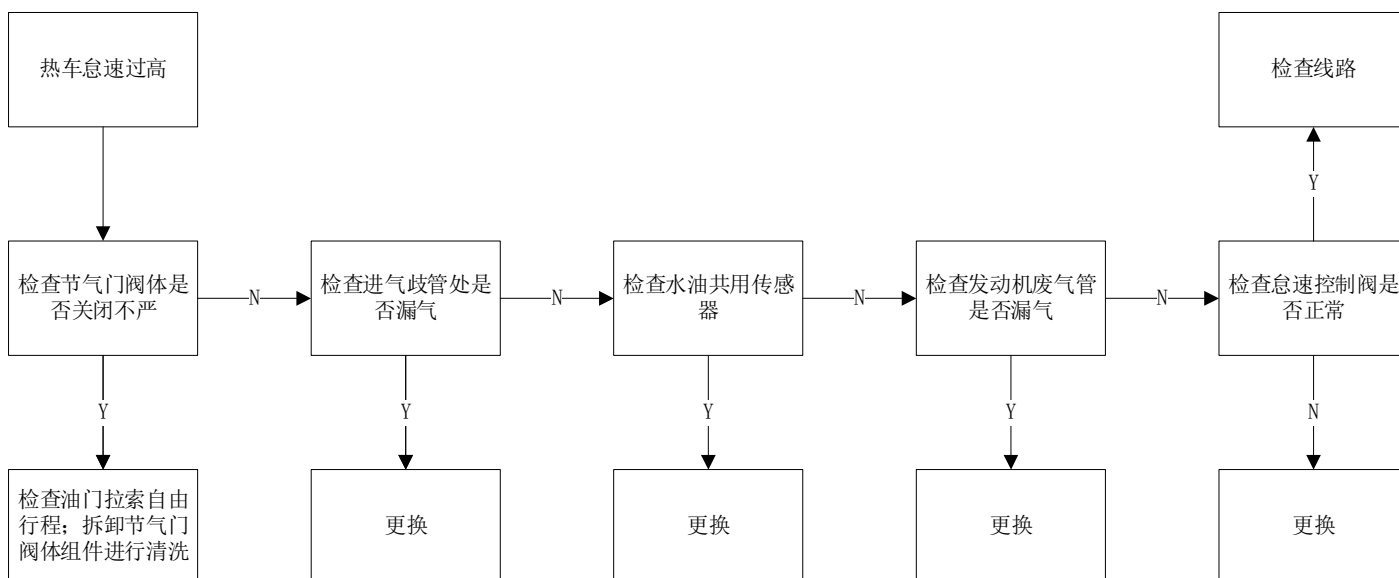 热车怠速过高
检查线路
Y
检查节气门阀体是
否关闭不严
N
检查进气歧管处是
否漏气
N
检查水油共用传感
器
N
检查发动机废气管
是否漏气
N
检查怠速控制阀是
否正常
Y
Y
Y
Y
N
检查油门拉索自由
行程；拆卸节气门
阀体组件进行清洗
更换
更换
更换
更换